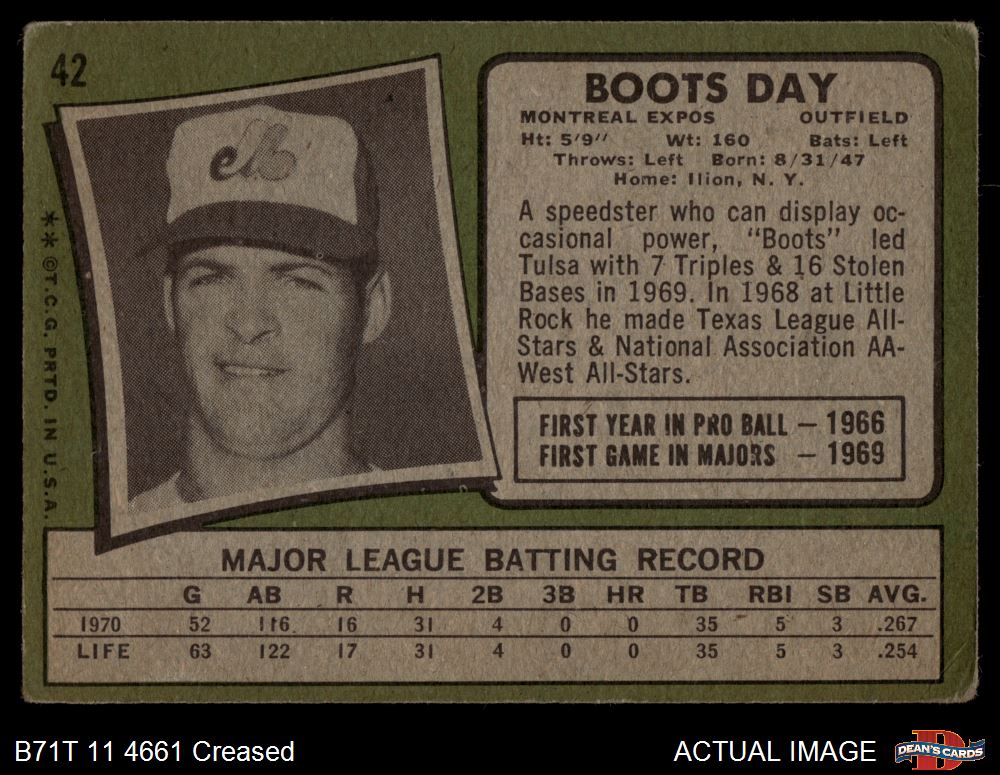 42
BOOTS DAY
MONTREAL EXPOS OUTFIELD
Ht: 5'9" Wt: 160 Bats: Left
Throws: Left Born: 8/31/47
Home: Ilion, N. Y.
A speedster who can display oc-
casional power, "Boots" led
Tulsa with 7 Triples & 16 Stolen
Bases in 1969. In 1968 at Little
Rock he made Texas League All-
Stars & National Association AA-
West All-Stars.
FIRST YEAR IN PRO BALL — 1966
FIRST GAME IN MAJORS — 1969
**©T.C.G. PRTD. IN U.S.A.
MAJOR LEAGUE BATTING RECORD
G AB R H 2B 3B HR TB RBI SB AVG.
1970 52 116 16 31 4 0 0 35 5 3 .267
LIFE 63 122 17 31 4 0 0 35 5 3 .254
B71T 11 4661 Creased
ACTUAL IMAGE
DEAN'S CARDS